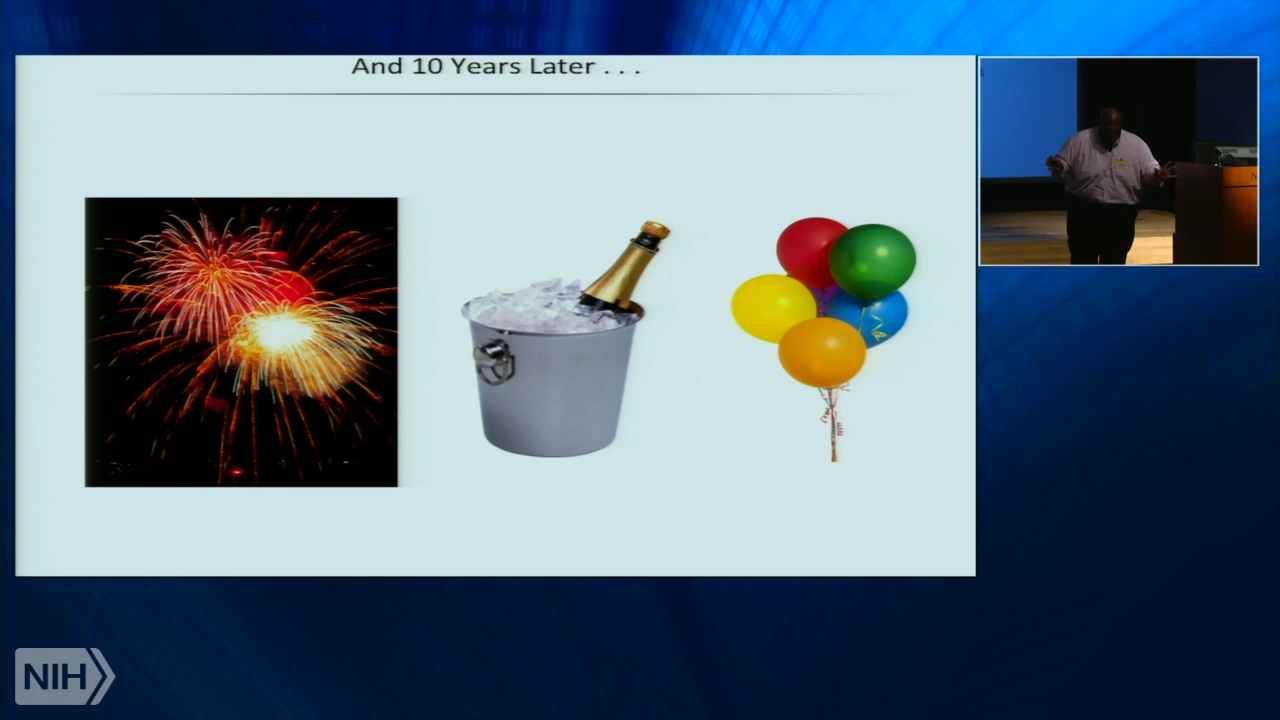 And 10 Years Later . . .
NIH